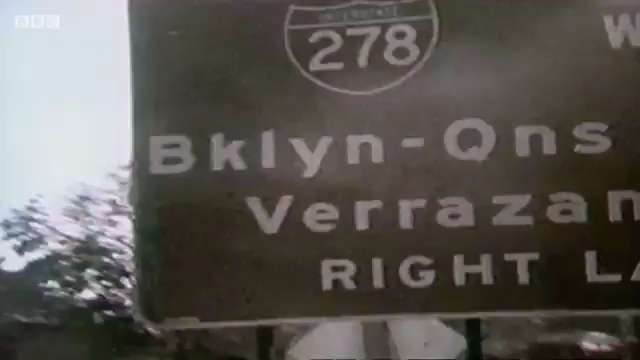 BBC
INTERSTATE
278
W
Bklyn-Qns
Verrazan
RIGHT LA